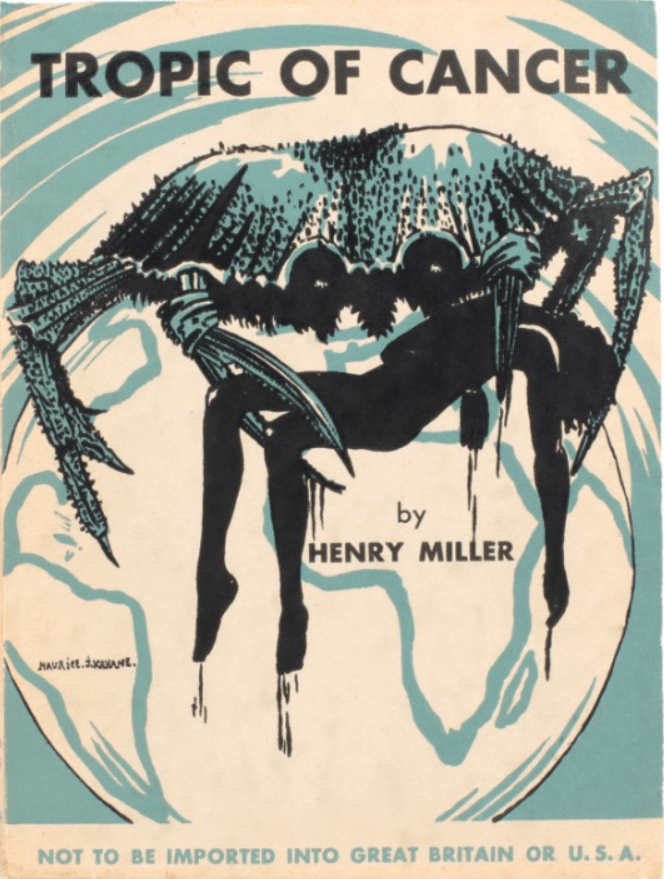 TROPIC OF CANCER
by
HENRY MILLER
MAURICE.J.KAHANE.
NOT TO BE IMPORTED INTO GREAT BRITAIN OR U.S.A.